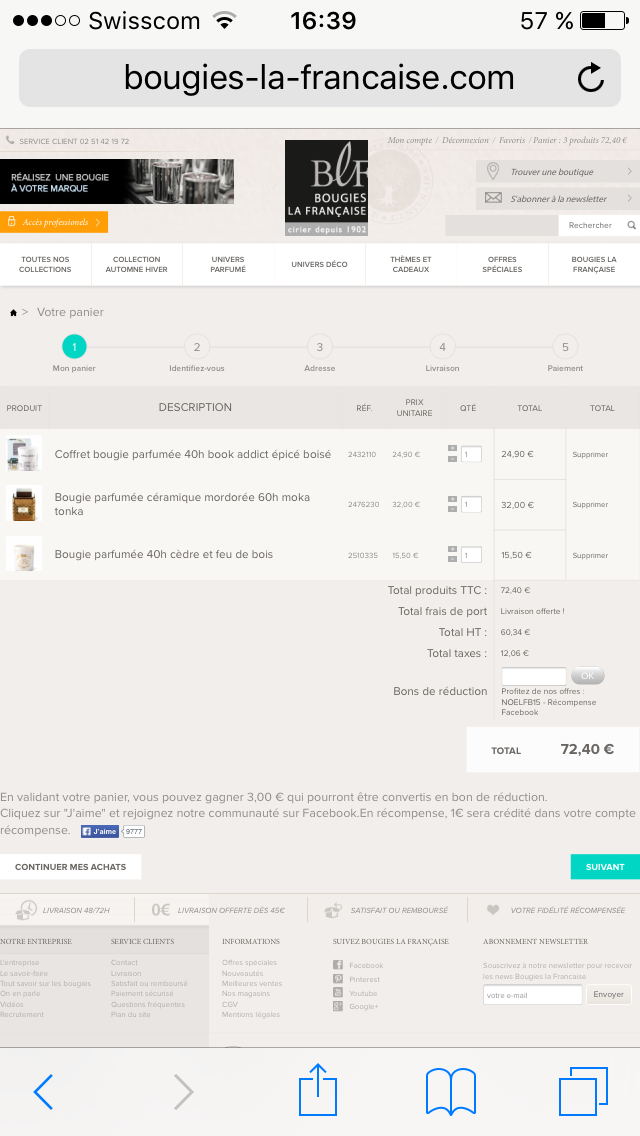 Swisscom 16:39 57 %
bougies-la-francaise.com
SERVICE CLIENT 02 51 42 19 72
Mon compte / Déconnexion / Favoris / Panier : 3 produits 72,40 €
RÉALISEZ UNE BOUGIE
À VOTRE MARQUE
Accès professionels >
BLF
BOUGIES
LA FRANÇAISE
cirier depuis 1902
Trouver une boutique
S'abonner à la newsletter
Rechercher
TOUTES NOS
COLLECTIONS
COLLECTION
AUTOMNE HIVER
UNIVERS
PARFUMÉ
UNIVERS DÉCO
THÈMES ET
CADEAUX
OFFRES
SPÉCIALES
BOUGIES LA
FRANÇAISE
> Votre panier
1 2 3 4 5
Mon panier Identifiez-vous Adresse Livraison Paiement
PRODUIT DESCRIPTION RÉF. PRIX UNITAIRE QTÉ TOTAL TOTAL
Coffret bougie parfumée 40h book addict épicé boisé 2432110 24,90 € 1 24,90 € Supprimer
Bougie parfumée céramique mordorée 60h moka
tonka 2476230 32,00 € 1 32,00 € Supprimer
Bougie parfumée 40h cèdre et feu de bois 2510335 15,50 € 1 15,50 € Supprimer
Total produits TTC : 72,40 €
Total frais de port Livraison offerte !
Total HT : 60,34 €
Total taxes : 12,06 €
OK
Bons de réduction Profitez de nos offres :
NOELFB15 - Récompense
Facebook
TOTAL 72,40 €
En validant votre panier, vous pouvez gagner 3,00 € qui pourront être convertis en bon de réduction.
Cliquez sur "J'aime" et rejoignez notre communauté sur Facebook.En récompense, 1€ sera crédité dans votre compte
récompense. J'aime 9777
CONTINUER MES ACHATS SUIVANT
LIVRAISON 48/72H 0€ LIVRAISON OFFERTE DÈS 45€ SATISFAIT OU REMBOURSÉ VOTRE FIDÉLITÉ RÉCOMPENSÉE
NOTRE ENTREPRISE
L'entreprise
Le savoir-faire
Tout savoir sur les bougies
On en parle
Vidéos
Recrutement
SERVICE CLIENTS
Contact
Livraison
Satisfait ou remboursé
Paiement sécurisé
Questions fréquentes
Plan du site
INFORMATIONS
Offres spéciales
Nouveautés
Meilleures ventes
Nos magasins
CGV
Mentions légales
SUIVEZ BOUGIES LA FRANÇAISE
Facebook
Pinterest
Youtube
Google+
ABONNEMENT NEWSLETTER
Souscrivez à notre newsletter pour recevoir
les news Bougies la Francaise
votre e-mail Envoyer